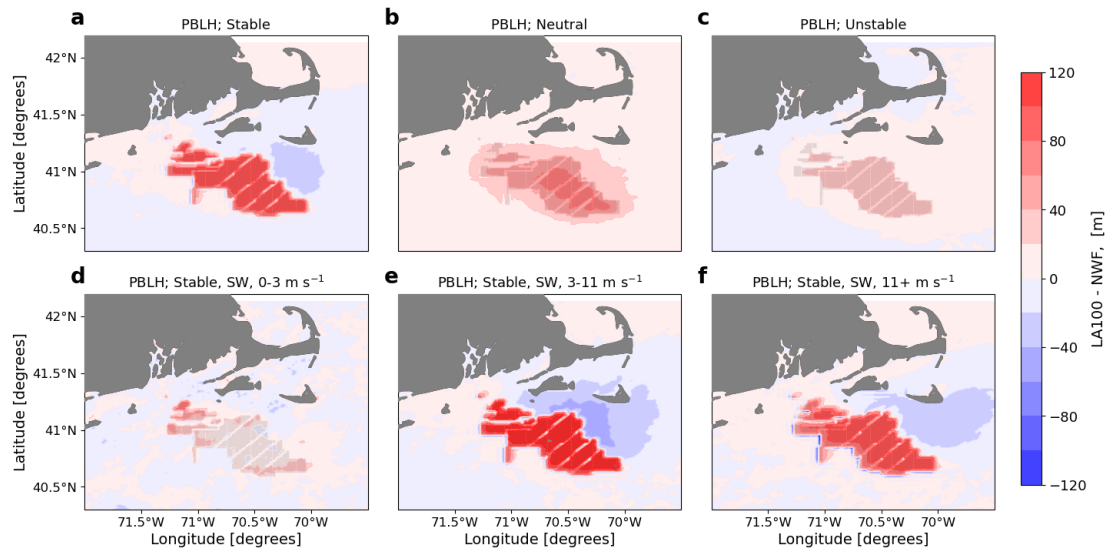 a PBLH; Stable
b PBLH; Neutral
c PBLH; Unstable
42°N
41.5°N
41°N
40.5°N
Latitude [degrees]
d PBLH; Stable, SW, 0-3 m s⁻¹
e PBLH; Stable, SW, 3-11 m s⁻¹
f PBLH; Stable, SW, 11+ m s⁻¹
42°N
41.5°N
41°N
40.5°N
Latitude [degrees]
71.5°W 71°W 70.5°W 70°W
71.5°W 71°W 70.5°W 70°W
71.5°W 71°W 70.5°W 70°W
Longitude [degrees]
Longitude [degrees]
Longitude [degrees]
120
80
40
0
−40
−80
−120
LA100 - NWF, [m]